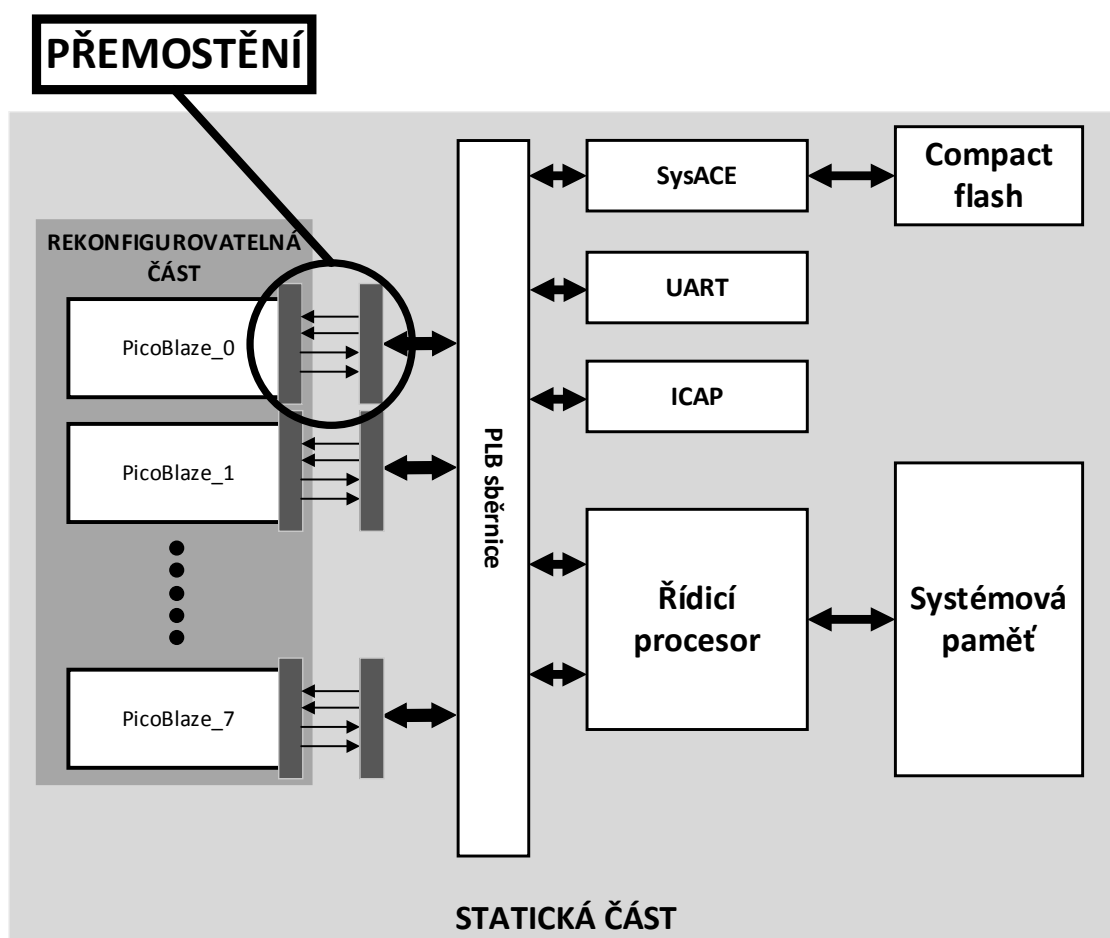 PŘEMOSTĚNÍ
REKONFIGUROVATELNÁ
ČÁST
PicoBlaze_0
PicoBlaze_1
PicoBlaze_7
PLB sběrnice
SysACE
UART
ICAP
Řídicí
procesor
Compact
flash
Systémová
paměť
STATICKÁ ČÁST